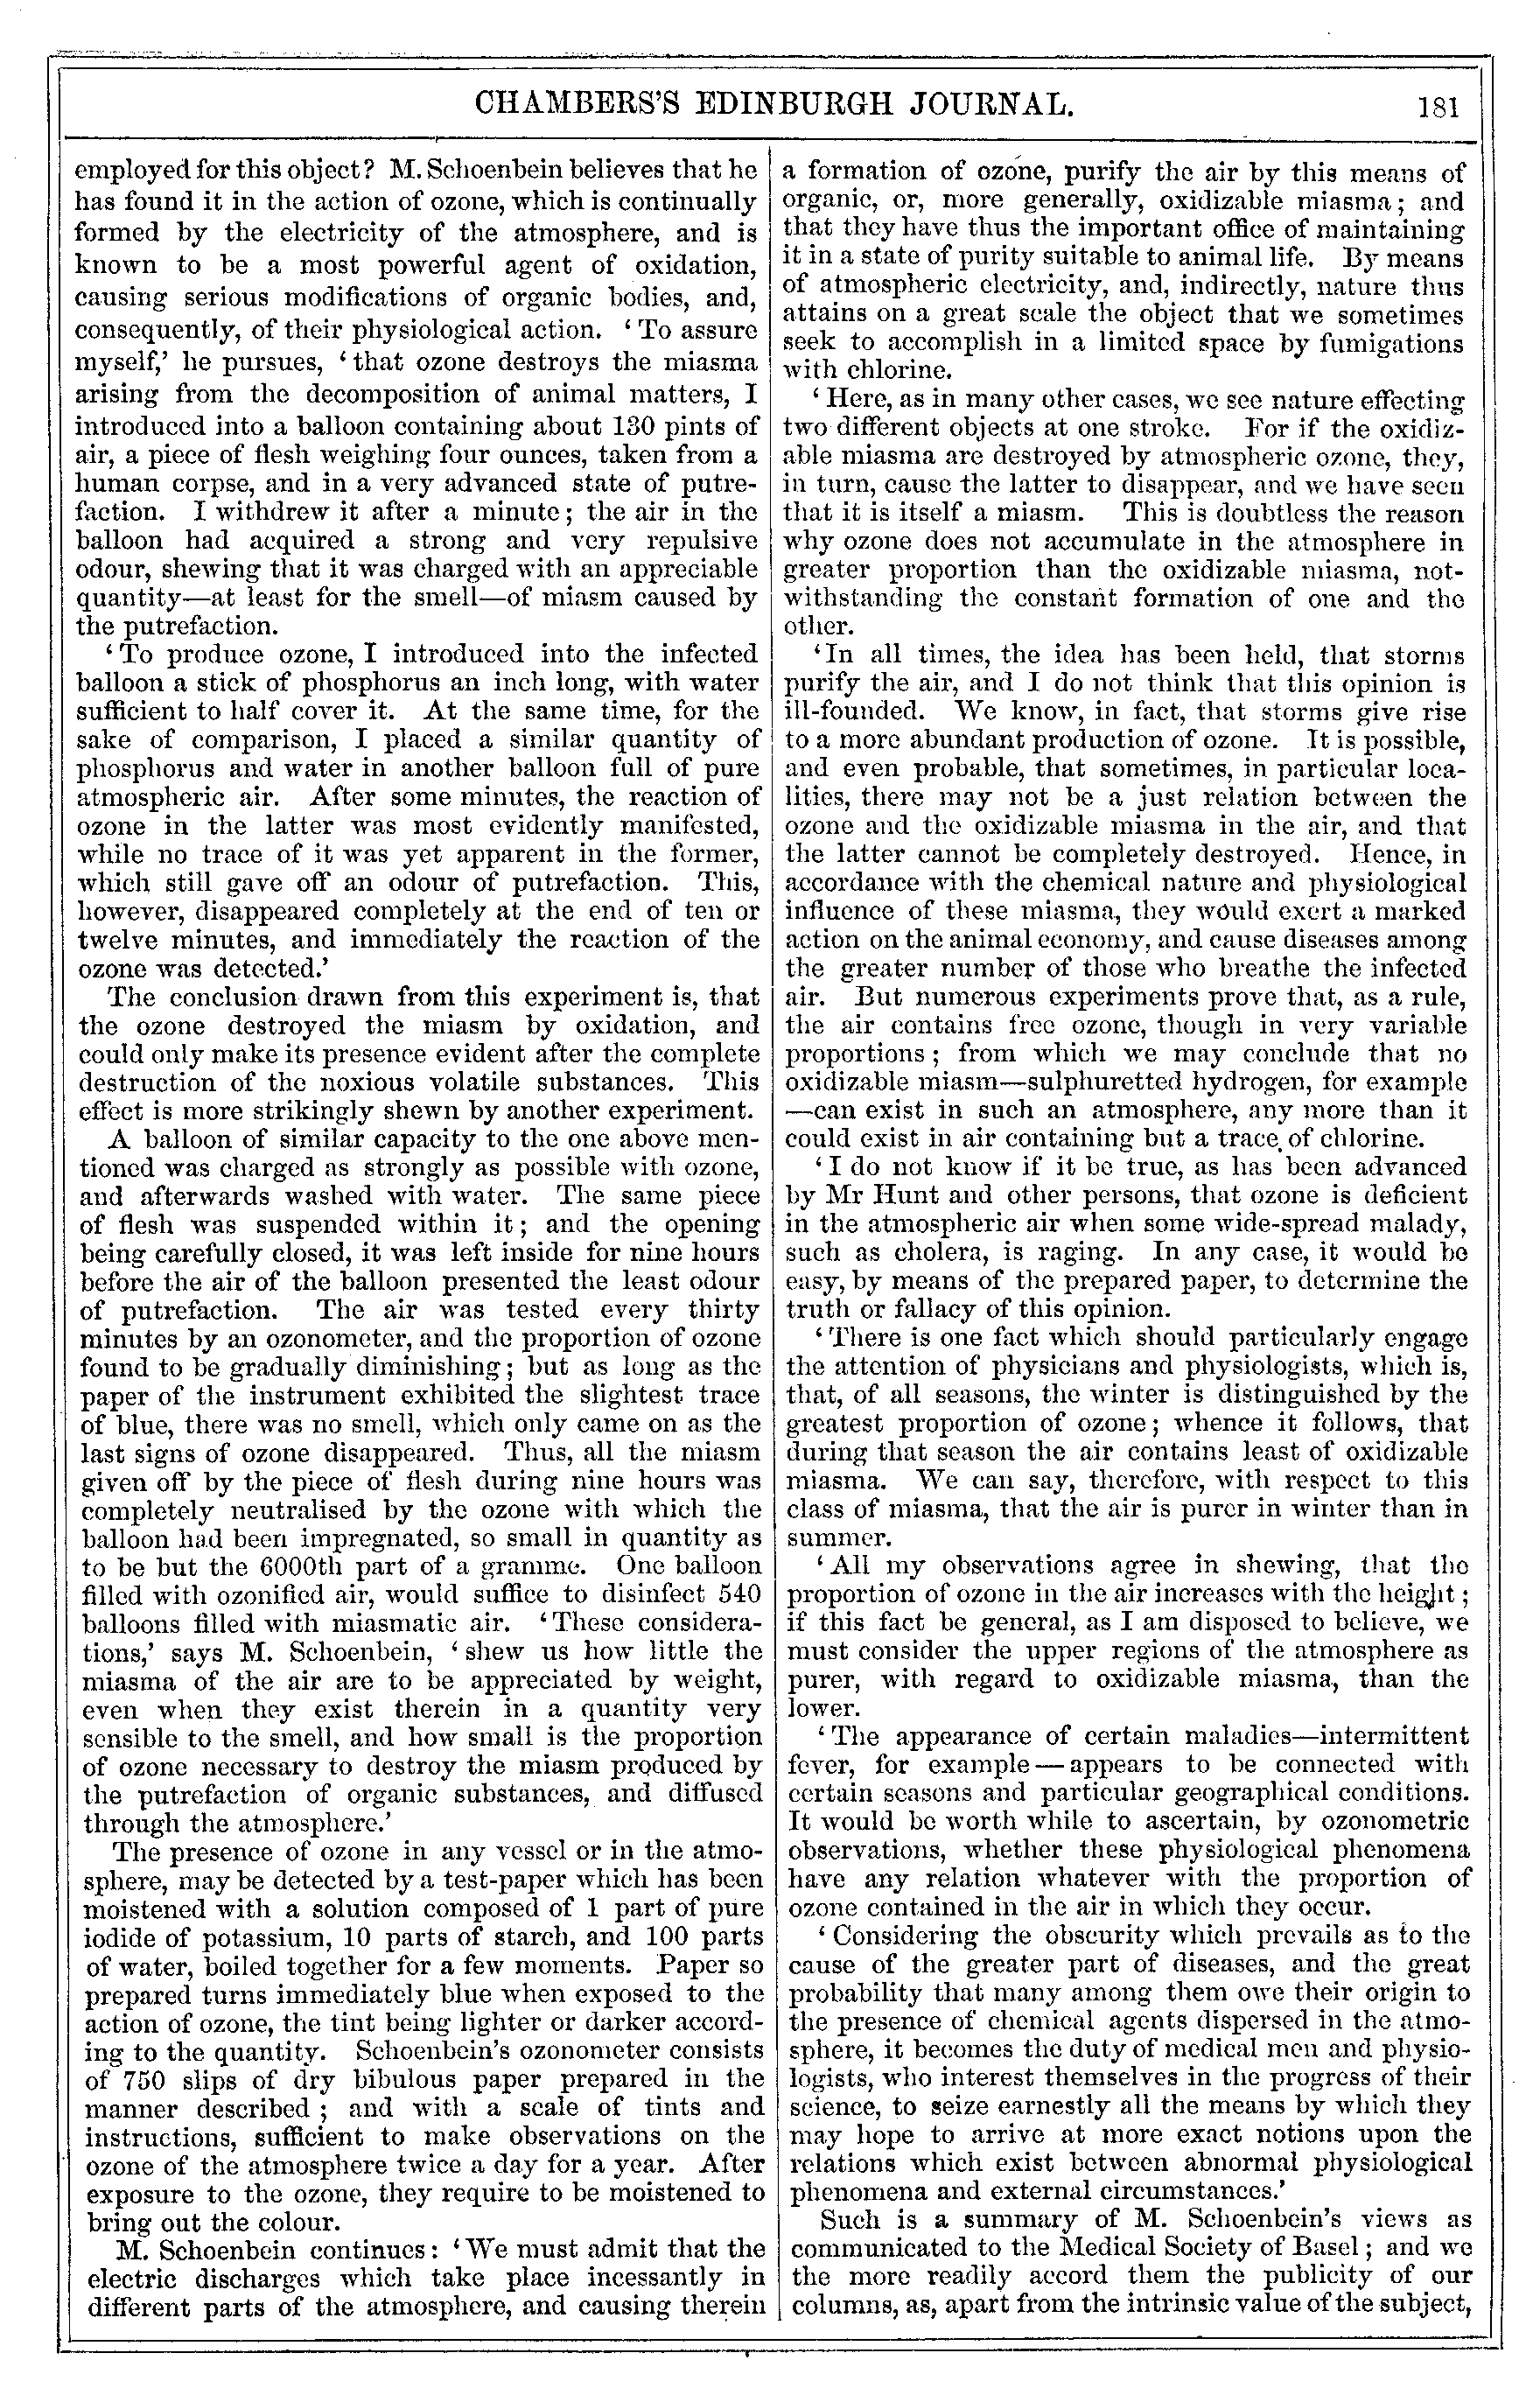 CHAMBERS'S EDINBURGH JOURNAL.
181
employed for this object? M. Schoenbein believes that he
has found it in the action of ozone, which is continually
formed by the electricity of the atmosphere, and is
known to be a most powerful agent of oxidation,
causing serious modifications of organic bodies, and,
consequently, of their physiological action. ‘To assure
myself,’ he pursues, ‘that ozone destroys the miasma
arising from the decomposition of animal matters, I
introduced into a balloon containing about 130 pints of
air, a piece of flesh weighing four ounces, taken from a
human corpse, and in a very advanced state of putre-
faction. I withdrew it after a minute; the air in the
balloon had acquired a strong and very repulsive
odour, shewing that it was charged with an appreciable
quantity—at least for the smell—of miasm caused by
the putrefaction.
‘To produce ozone, I introduced into the infected
balloon a stick of phosphorus an inch long, with water
sufficient to half cover it. At the same time, for the
sake of comparison, I placed a similar quantity of
phosphorus and water in another balloon full of pure
atmospheric air. After some minutes, the reaction of
ozone in the latter was most evidently manifested,
while no trace of it was yet apparent in the former,
which still gave off an odour of putrefaction. This,
however, disappeared completely at the end of ten or
twelve minutes, and immediately the reaction of the
ozone was detected.’
The conclusion drawn from this experiment is, that
the ozone destroyed the miasm by oxidation, and
could only make its presence evident after the complete
destruction of the noxious volatile substances. This
effect is more strikingly shewn by another experiment.
A balloon of similar capacity to the one above men-
tioned was charged as strongly as possible with ozone,
and afterwards washed with water. The same piece
of flesh was suspended within it; and the opening
being carefully closed, it was left inside for nine hours
before the air of the balloon presented the least odour
of putrefaction. The air was tested every thirty
minutes by an ozonometer, and the proportion of ozone
found to be gradually diminishing; but as long as the
paper of the instrument exhibited the slightest trace
of blue, there was no smell, which only came on as the
last signs of ozone disappeared. Thus, all the miasm
given off by the piece of flesh during nine hours was
completely neutralised by the ozone with which the
balloon had been impregnated, so small in quantity as
to be but the 6000th part of a gramme. One balloon
filled with ozonified air, would suffice to disinfect 540
balloons filled with miasmatic air. ‘These considera-
tions,’ says M. Schoenbein, ‘shew us how little the
miasma of the air are to be appreciated by weight,
even when they exist therein in a quantity very
sensible to the smell, and how small is the proportion
of ozone necessary to destroy the miasm produced by
the putrefaction of organic substances, and diffused
through the atmosphere.’
The presence of ozone in any vessel or in the atmo-
sphere, may be detected by a test-paper which has been
moistened with a solution composed of 1 part of pure
iodide of potassium, 10 parts of starch, and 100 parts
of water, boiled together for a few moments. Paper so
prepared turns immediately blue when exposed to the
action of ozone, the tint being lighter or darker accord-
ing to the quantity. Schoenbein's ozonometer consists
of 750 slips of dry bibulous paper prepared in the
manner described; and with a scale of tints and
instructions, sufficient to make observations on the
ozone of the atmosphere twice a day for a year. After
exposure to the ozone, they require to be moistened to
bring out the colour.
M. Schoenbein continues: ‘We must admit that the
electric discharges which take place incessantly in
different parts of the atmosphere, and causing therein
a formation of ozone, purify the air by this means of
organic, or, more generally, oxidizable miasma; and
that they have thus the important office of maintaining
it in a state of purity suitable to animal life. By means
of atmospheric electricity, and, indirectly, nature thus
attains on a great scale the object that we sometimes
seek to accomplish in a limited space by fumigations
with chlorine.
‘Here, as in many other cases, we see nature effecting
two different objects at one stroke. For if the oxidiz-
able miasma are destroyed by atmospheric ozone, they,
in turn, cause the latter to disappear, and we have seen
that it is itself a miasm. This is doubtless the reason
why ozone does not accumulate in the atmosphere in
greater proportion than the oxidizable miasma, not-
withstanding the constant formation of one and the
other.
‘In all times, the idea has been held, that storms
purify the air, and I do not think that this opinion is
ill-founded. We know, in fact, that storms give rise
to a more abundant production of ozone. It is possible,
and even probable, that sometimes, in particular loca-
lities, there may not be a just relation between the
ozone and the oxidizable miasma in the air, and that
the latter cannot be completely destroyed. Hence, in
accordance with the chemical nature and physiological
influence of these miasma, they would exert a marked
action on the animal economy, and cause diseases among
the greater number of those who breathe the infected
air. But numerous experiments prove that, as a rule,
the air contains free ozone, though in very variable
proportions; from which we may conclude that no
oxidizable miasm—sulphuretted hydrogen, for example
—can exist in such an atmosphere, any more than it
could exist in air containing but a trace of chlorine.
‘I do not know if it be true, as has been advanced
by Mr Hunt and other persons, that ozone is deficient
in the atmospheric air when some wide-spread malady,
such as cholera, is raging. In any case, it would be
easy, by means of the prepared paper, to determine the
truth or fallacy of this opinion.
‘There is one fact which should particularly engage
the attention of physicians and physiologists, which is,
that, of all seasons, the winter is distinguished by the
greatest proportion of ozone; whence it follows, that
during that season the air contains least of oxidizable
miasma. We can say, therefore, with respect to this
class of miasma, that the air is purer in winter than in
summer.
‘All my observations agree in shewing, that the
proportion of ozone in the air increases with the height;
if this fact be general, as I am disposed to believe, we
must consider the upper regions of the atmosphere as
purer, with regard to oxidizable miasma, than the
lower.
‘The appearance of certain maladies—intermittent
fever, for example—appears to be connected with
certain seasons and particular geographical conditions.
It would be worth while to ascertain, by ozonometric
observations, whether these physiological phenomena
have any relation whatever with the proportion of
ozone contained in the air in which they occur.
‘Considering the obscurity which prevails as to the
cause of the greater part of diseases, and the great
probability that many among them owe their origin to
the presence of chemical agents dispersed in the atmo-
sphere, it becomes the duty of medical men and physio-
logists, who interest themselves in the progress of their
science, to seize earnestly all the means by which they
may hope to arrive at more exact notions upon the
relations which exist between abnormal physiological
phenomena and external circumstances.’
Such is a summary of M. Schoenbein's views as
communicated to the Medical Society of Basel; and we
the more readily accord them the publicity of our
columns, as, apart from the intrinsic value of the subject,